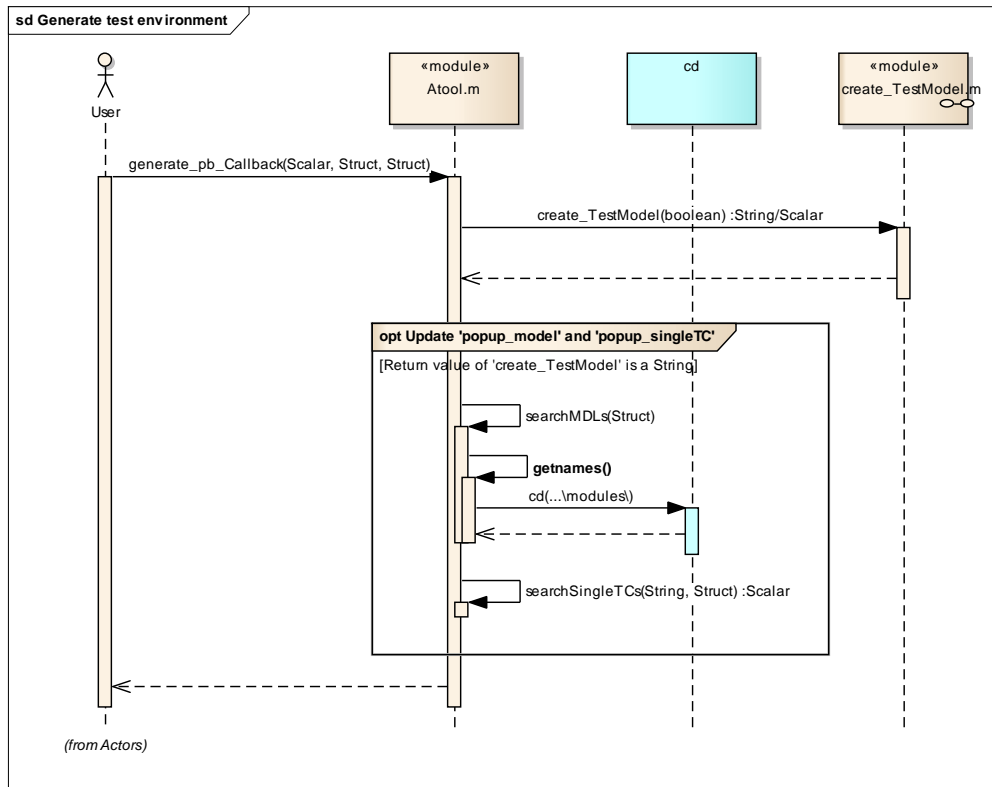 sd Generate test environment
User
«module»
Atool.m
cd
«module»
create_TestModel.m
generate_pb_Callback(Scalar, Struct, Struct)
create_TestModel(boolean) :String/Scalar
opt Update 'popup_model' and 'popup_singleTC'
[Return value of 'create_TestModel' is a String]
searchMDLs(Struct)
getnames()
cd(...\modules\)
searchSingleTCs(String, Struct) :Scalar
(from Actors)